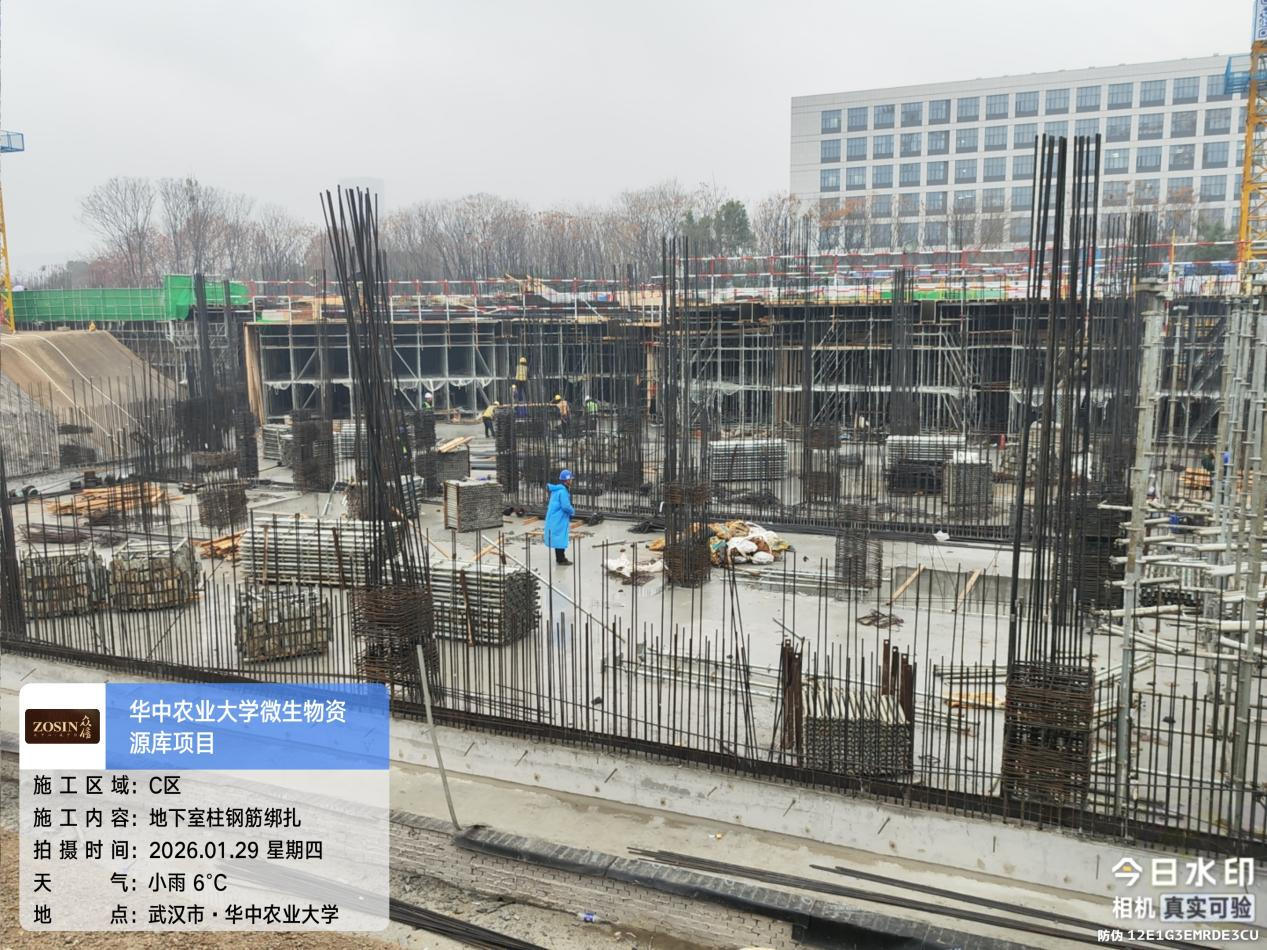 华中农业大学微生物资
源库项目
ZOSIN 众信
施工区域：C区
施工内容：地下室柱钢筋绑扎
拍摄时间：2026.01.29 星期四
天气：小雨 6℃
地点：武汉市·华中农业大学
今日水印
相机 真实可验
防伪 12E1G3EMRDE3CU